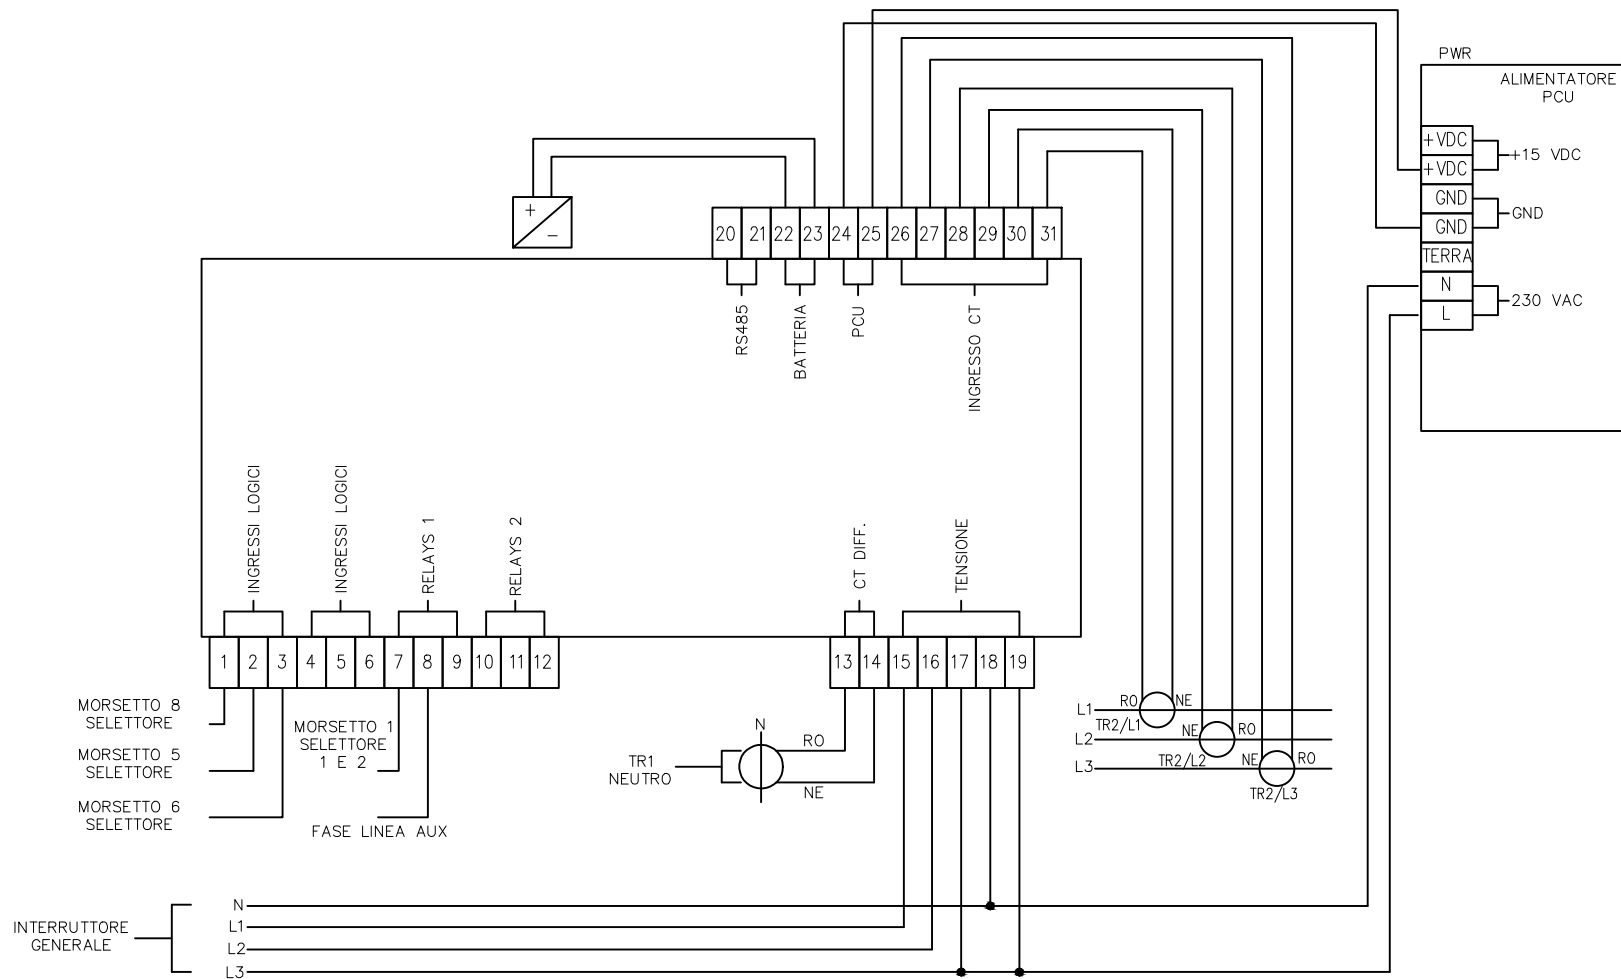 PWR
ALIMENTATORE
PCU
+VDC
+15 VDC
+VDC
GND
GND
GND
TERRA
N
230 VAC
L
+
−
20 21 22 23 24 25 26 27 28 29 30 31
RS485
BATTERIA
PCU
INGRESSO CT
INGRESSI LOGICI
INGRESSI LOGICI
RELAYS 1
RELAYS 2
CT DIFF.
TENSIONE
1 2 3 4 5 6 7 8 9 10 11 12
13 14 15 16 17 18 19
MORSETTO 8
SELETTORE
MORSETTO 5
SELETTORE
MORSETTO 6
SELETTORE
MORSETTO 1
SELETTORE
1 E 2
FASE LINEA AUX
TR1
NEUTRO
N
RO
NE
L1
RO
NE
TR2/L1
L2
NE
RO
TR2/L2
L3
NE
RO
TR2/L3
INTERRUTTORE
GENERALE
N
L1
L2
L3